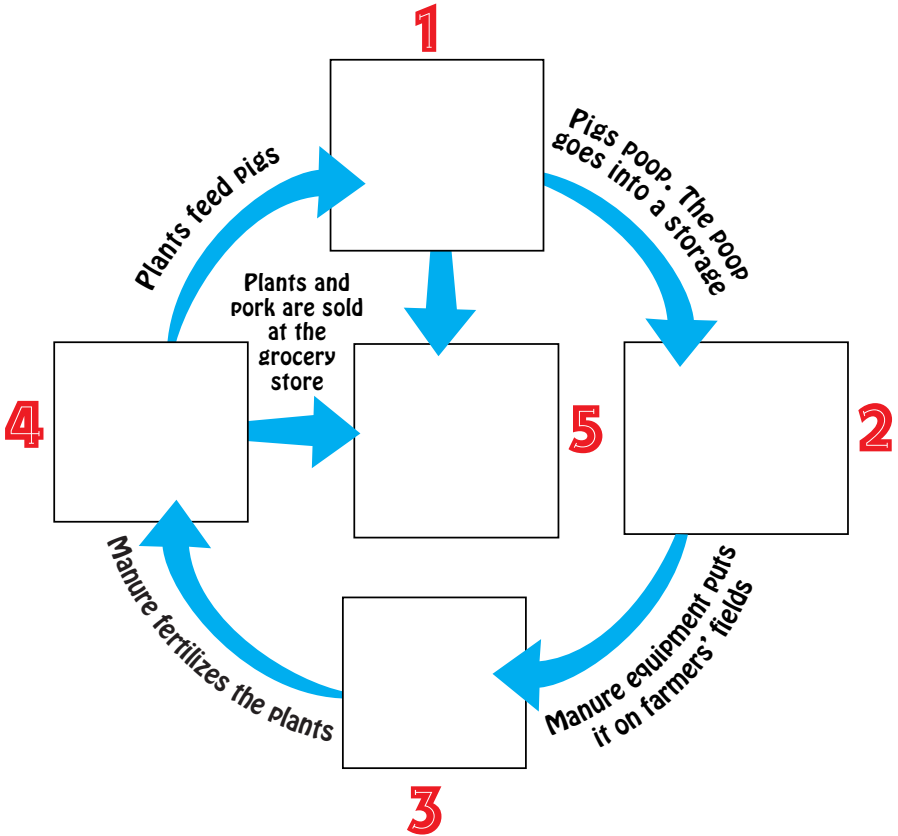 1
Pigs poop. The poop
goes into a storage
Plants feed pigs
Plants and
pork are sold
at the
grocery
store
4
5
2
Manure fertilizes the plants
Manure equipment puts
it on farmers' fields
3